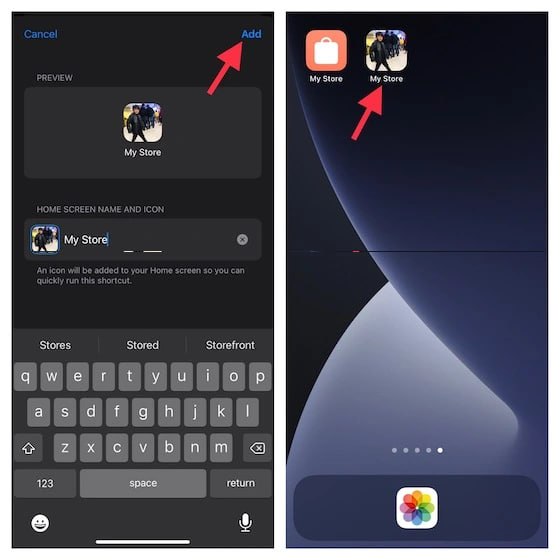 Cancel
Add
PREVIEW
My Store
HOME SCREEN NAME AND ICON
My Store
An icon will be added to your Home screen so you can
quickly run this shortcut.
Stores
Stored
Storefront
q w e r t y u i o p
a s d f g h j k l
z x c v b n m
123
space
return
My Store
My Store